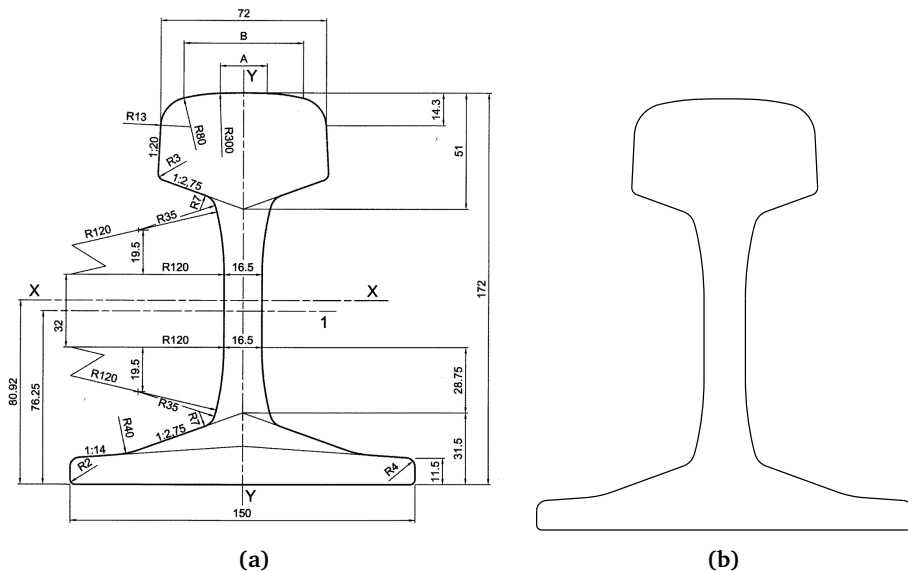 72
B
A
Y
14.3
R13
R80
R300
1:20
51
R3
1:2,75
R7
R35
R120
19.5
R120
16.5
172
X
X
1
32
R120
16.5
80.92
76.25
19.5
R120
28.75
R35
R7
R40
1:2,75
31.5
1:14
R2
R4
11.5
Y
150
(a)
(b)